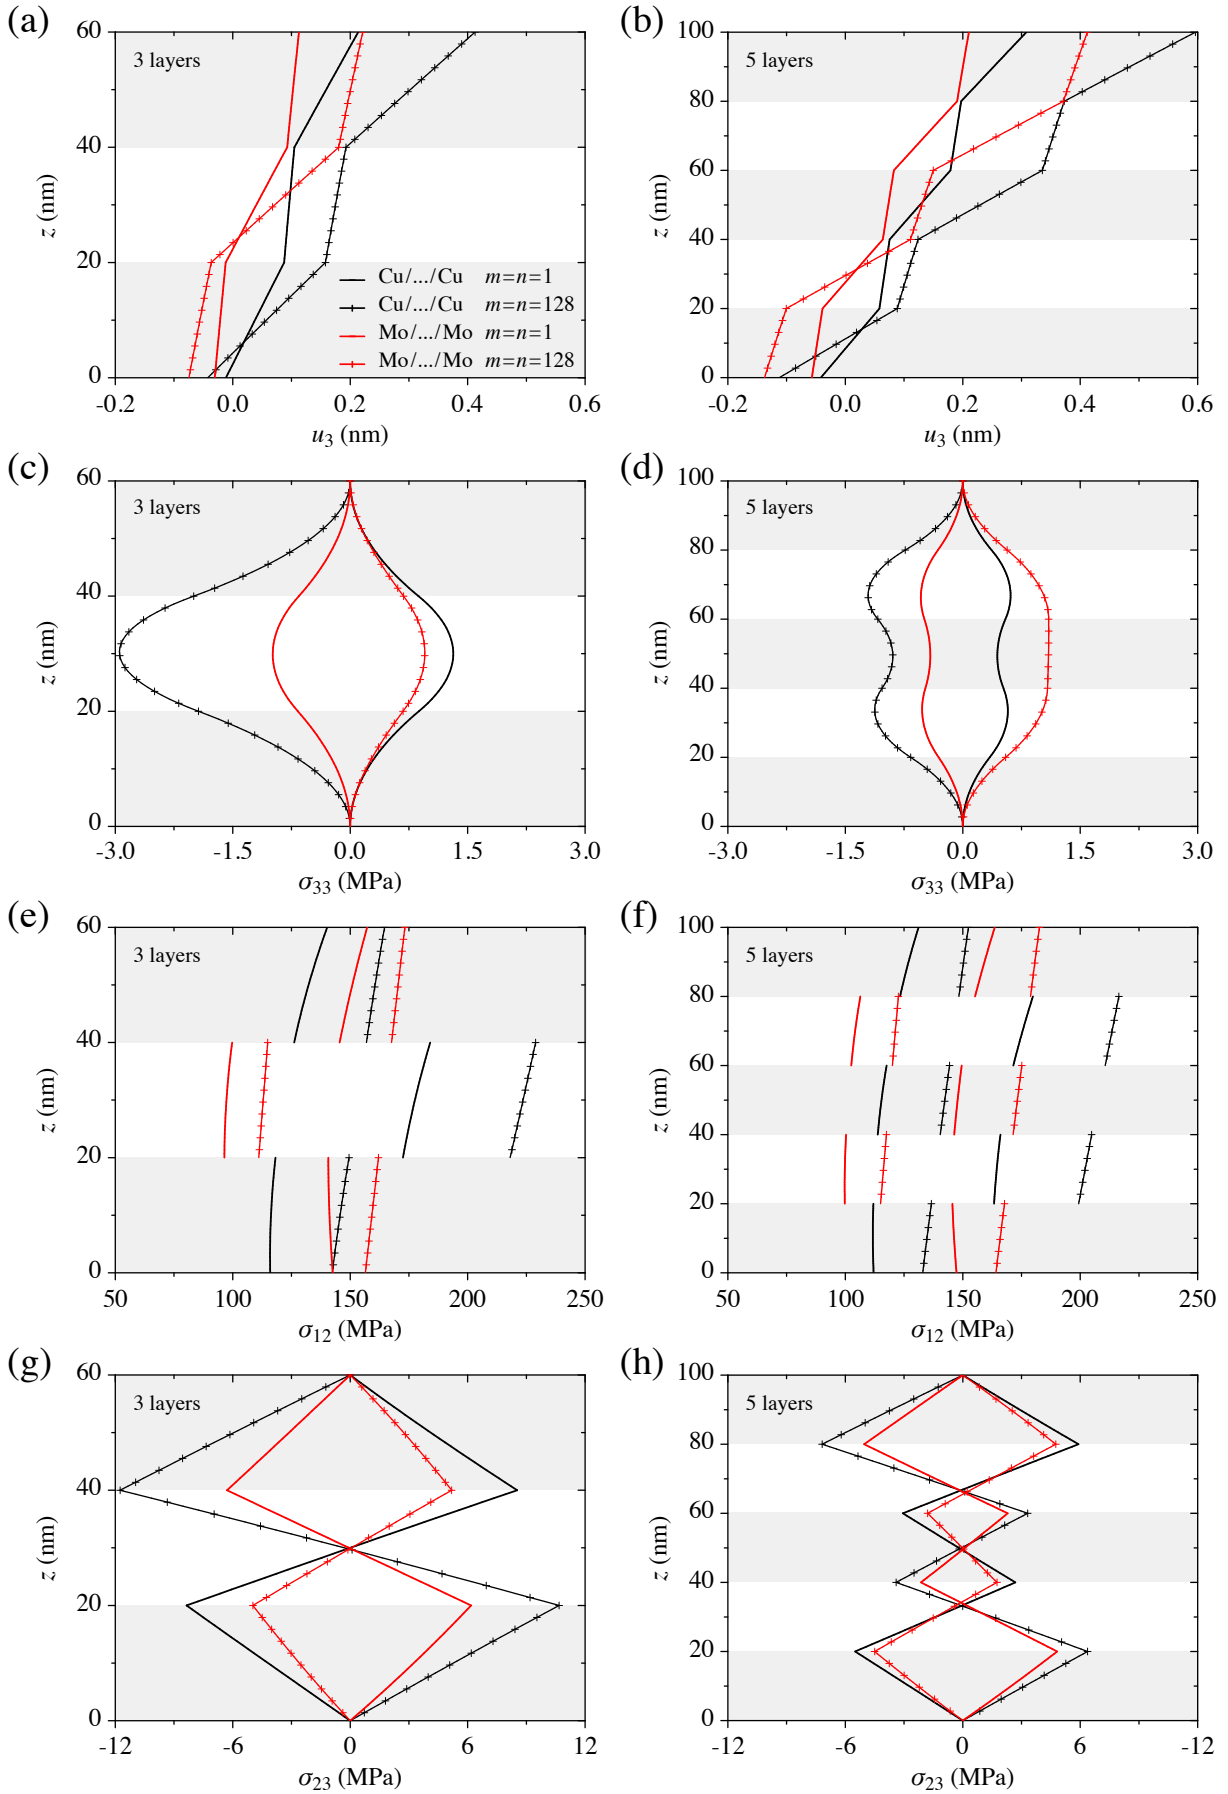 (a)
60
40
20
0
z (nm)
3 layers
Cu/.../Cu m=n=1
Cu/.../Cu m=n=128
Mo/.../Mo m=n=1
Mo/.../Mo m=n=128
-0.2 0.0 0.2 0.4 0.6
u3 (nm)
(b)
100
80
60
40
20
0
z (nm)
5 layers
-0.2 0.0 0.2 0.4 0.6
u3 (nm)
(c)
60
40
20
0
z (nm)
3 layers
-3.0 -1.5 0.0 1.5 3.0
σ33 (MPa)
(d)
100
80
60
40
20
0
z (nm)
5 layers
-3.0 -1.5 0.0 1.5 3.0
σ33 (MPa)
(e)
60
40
20
0
z (nm)
3 layers
50 100 150 200 250
σ12 (MPa)
(f)
100
80
60
40
20
0
z (nm)
5 layers
50 100 150 200 250
σ12 (MPa)
(g)
60
40
20
0
z (nm)
3 layers
-12 -6 0 6 12
σ23 (MPa)
(h)
100
80
60
40
20
0
z (nm)
5 layers
-12 -6 0 6 -12
σ23 (MPa)